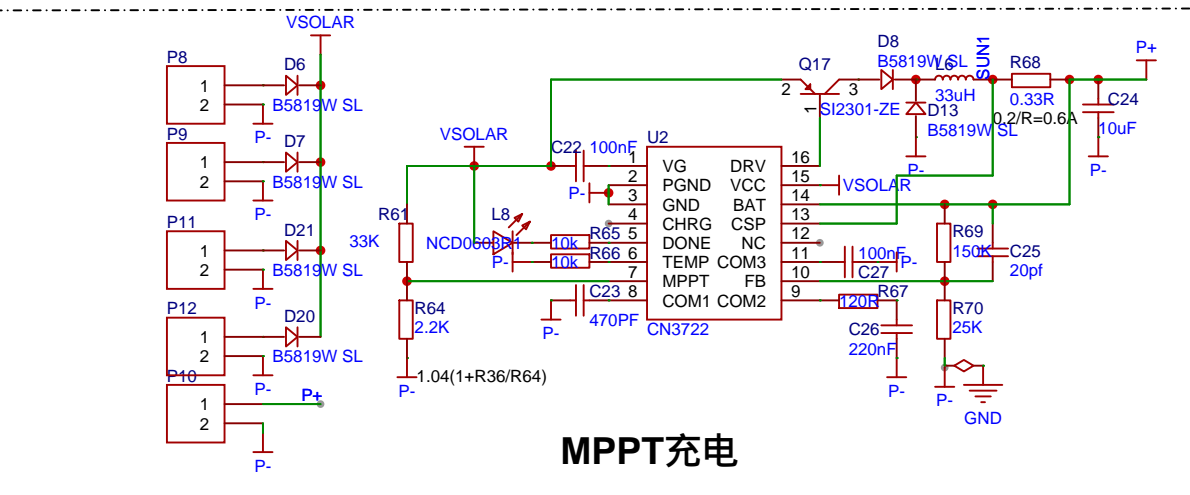 VSOLAR
P8
1
2
D6
B5819W SL
P-
P9
1
2
D7
B5819W SL
P-
P11
1
2
D21
B5819W SL
P-
P12
1
2
D20
B5819W SL
P-
P10
1
2
P+
P-
VSOLAR
R61
33K
R64
2.2K
P-
1.04(1+R36/R64)
L8
NCD0603R1
P-
R65
10k
R66
10k
C22
100nF
P-
C23
470PF
P-
U2
1 VG DRV 16
2 PGND VCC 15
3 GND BAT 14
4 CHRG CSP 13
5 DONE NC 12
6 TEMP COM3 11
7 MPPT FB 10
8 COM1 COM2 9
CN3722
VSOLAR
Q17
2 3
1
SI2301-ZE
D8
B5819W SL
D13
B5819W SL
P-
L6
33uH
SUN1
R68
0.33R
0.2/R=0.6A
P+
C24
10uF
P-
R69
150K
C25
20pf
100nF
C27
P-
R67
120R
C26
220nF
P-
R70
25K
P-
GND
MPPT充电